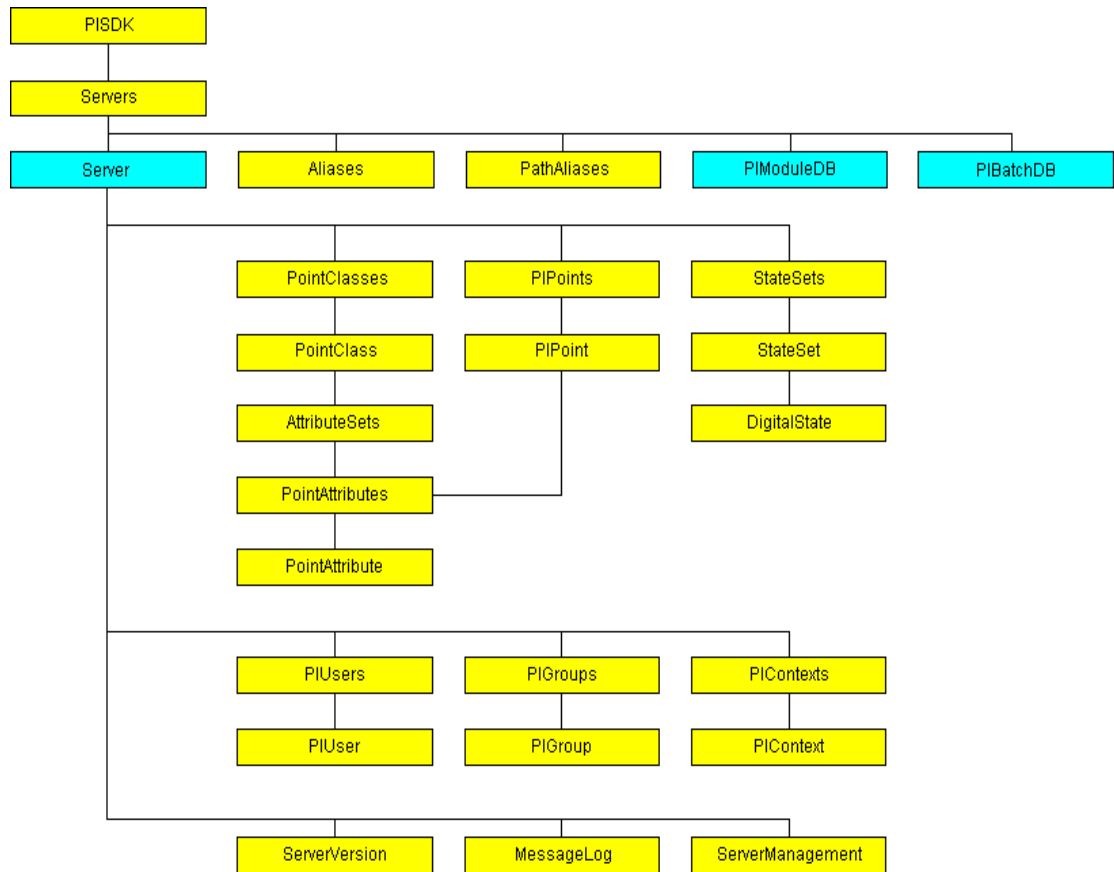 PISDK
Servers
Server
Aliases
PathAliases
PIModuleDB
PIBatchDB
PointClasses
PIPoints
StateSets
PointClass
PIPoint
StateSet
AttributeSets
DigitalState
PointAttributes
PointAttribute
PIUsers
PIGroups
PIContexts
PIUser
PIGroup
PIContext
ServerVersion
MessageLog
ServerManagement